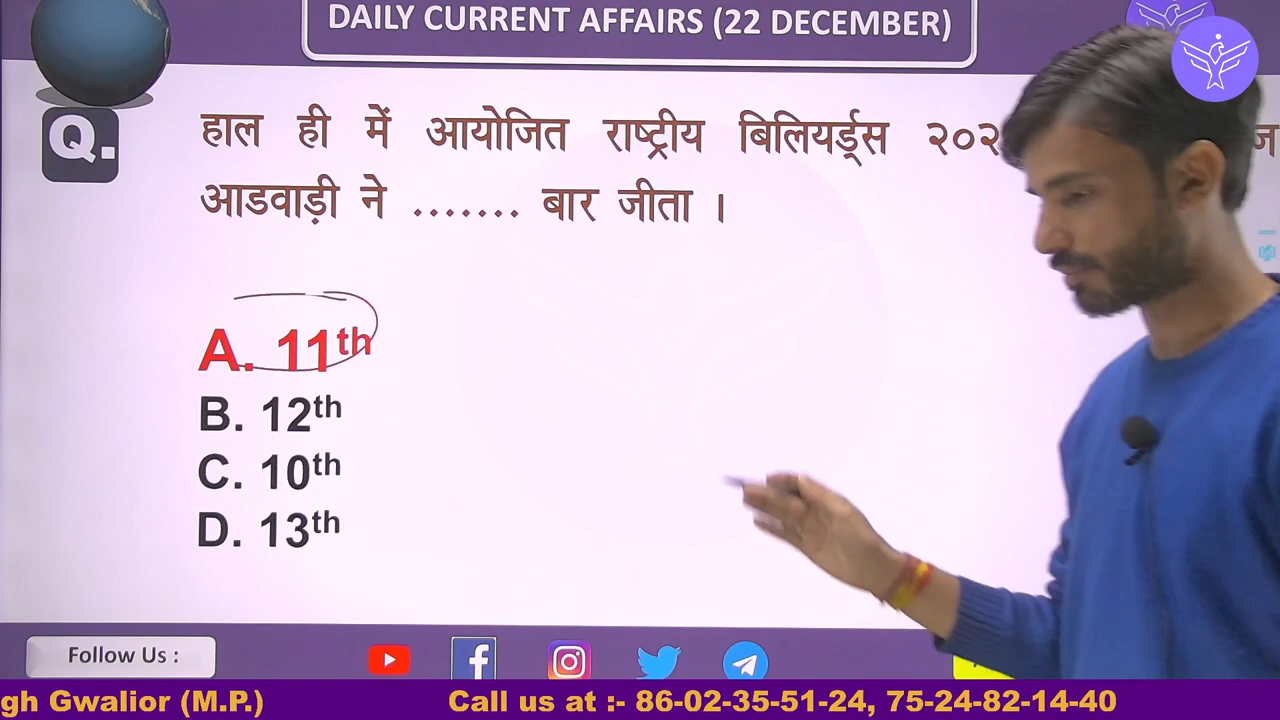 DAILY CURRENT AFFAIRS (22 DECEMBER)
Q.
हाल ही में आयोजित राष्ट्रीय बिलियर्ड्स
आडवाड़ी ने ....... बार जीता ।
A. 11th
B. 12th
C. 10th
D. 13th
Follow Us :
Gwalior (M.P.)
Call us at :- 86-02-35-51-24, 75-24-82-14-40